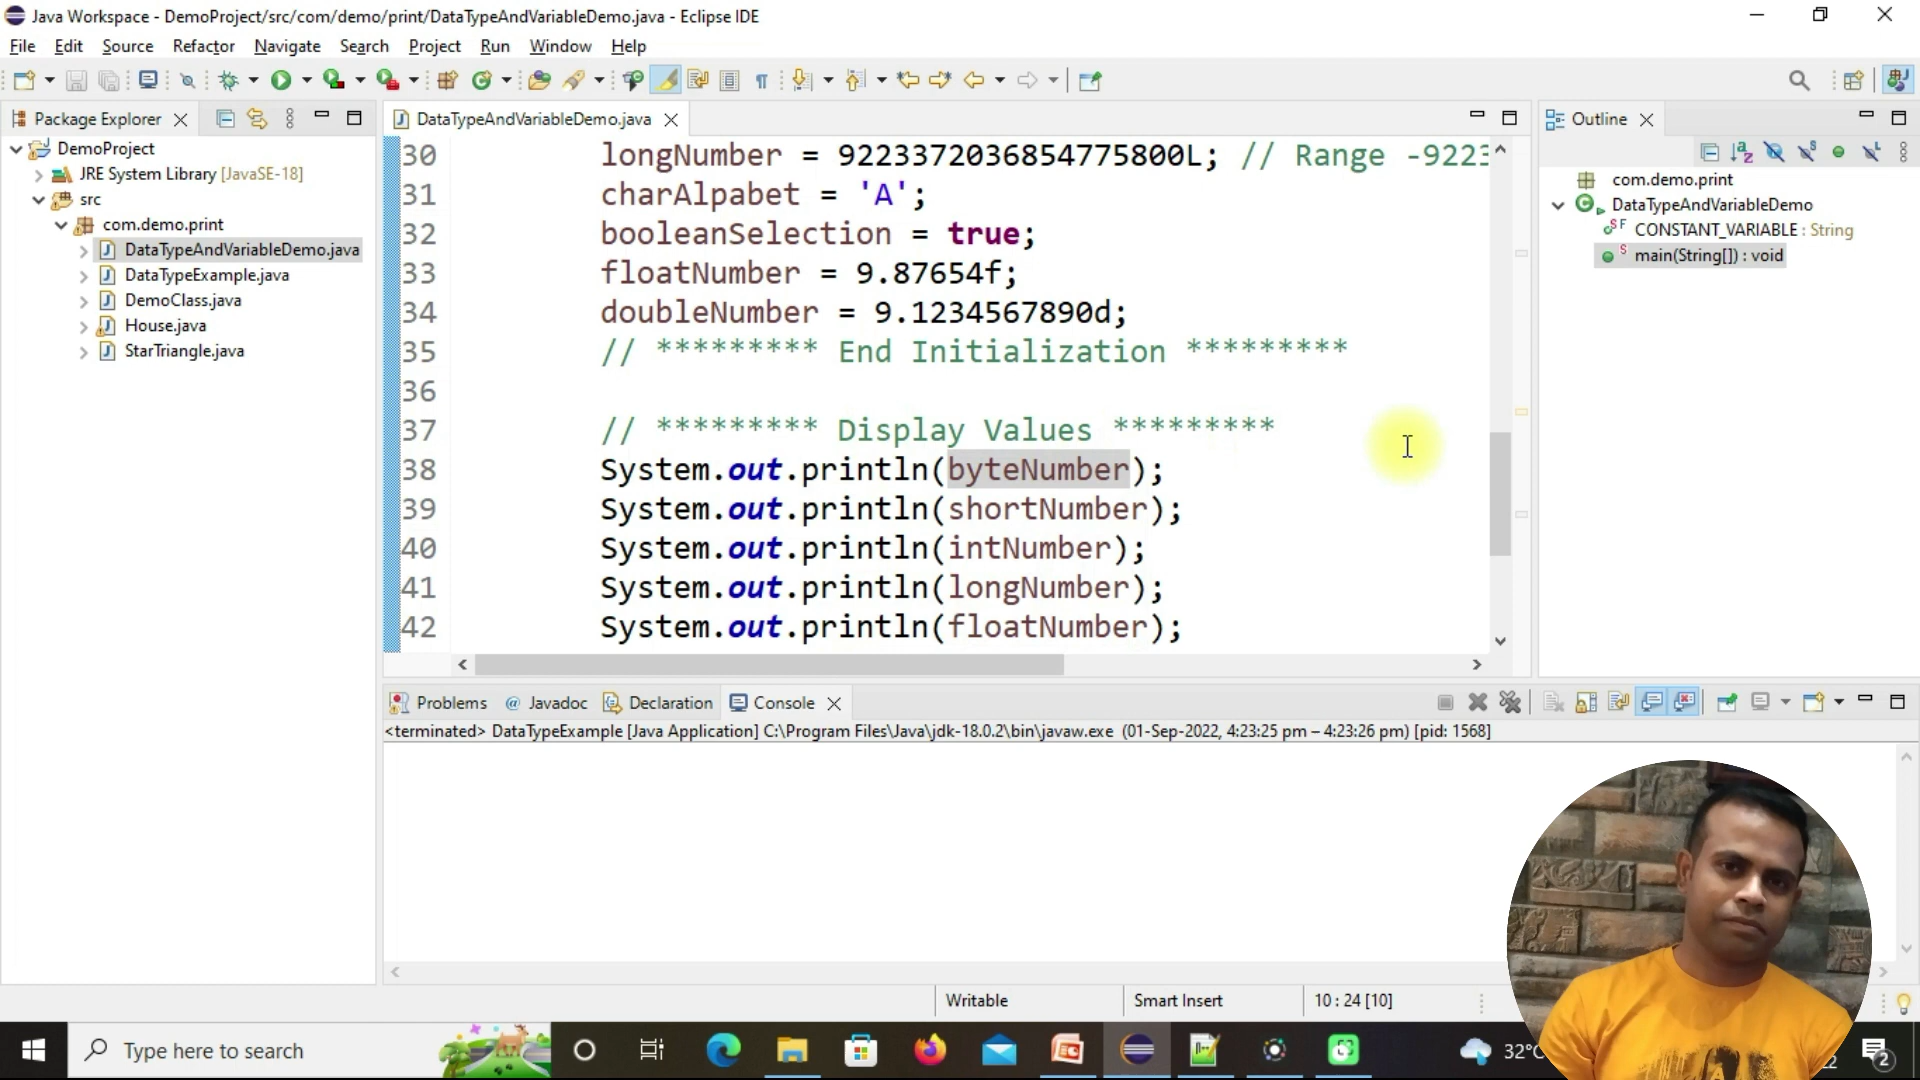 Java Workspace - DemoProject/src/com/demo/print/DataTypeAndVariableDemo.java - Eclipse IDE
File Edit Source Refactor Navigate Search Project Run Window Help
Package Explorer
DemoProject
JRE System Library [JavaSE-18]
src
com.demo.print
DataTypeAndVariableDemo.java
DataTypeExample.java
DemoClass.java
House.java
StarTriangle.java
DataTypeAndVariableDemo.java
30 longNumber = 9223372036854775800L; // Range -9223
31 charAlpabet = 'A';
32 booleanSelection = true;
33 floatNumber = 9.87654f;
34 doubleNumber = 9.1234567890d;
35 // ********* End Initialization *********
36
37 // ********* Display Values *********
38 System.out.println(byteNumber);
39 System.out.println(shortNumber);
40 System.out.println(intNumber);
41 System.out.println(longNumber);
42 System.out.println(floatNumber);
Outline
com.demo.print
DataTypeAndVariableDemo
CONSTANT_VARIABLE : String
main(String[]) : void
Problems @ Javadoc Declaration Console
<terminated> DataTypeExample [Java Application] C:\Program Files\Java\jdk-18.0.2\bin\javaw.exe (01-Sep-2022, 4:23:25 pm – 4:23:26 pm) [pid: 1568]
Writable Smart Insert 10 : 24 [10]
Type here to search
32°C
2